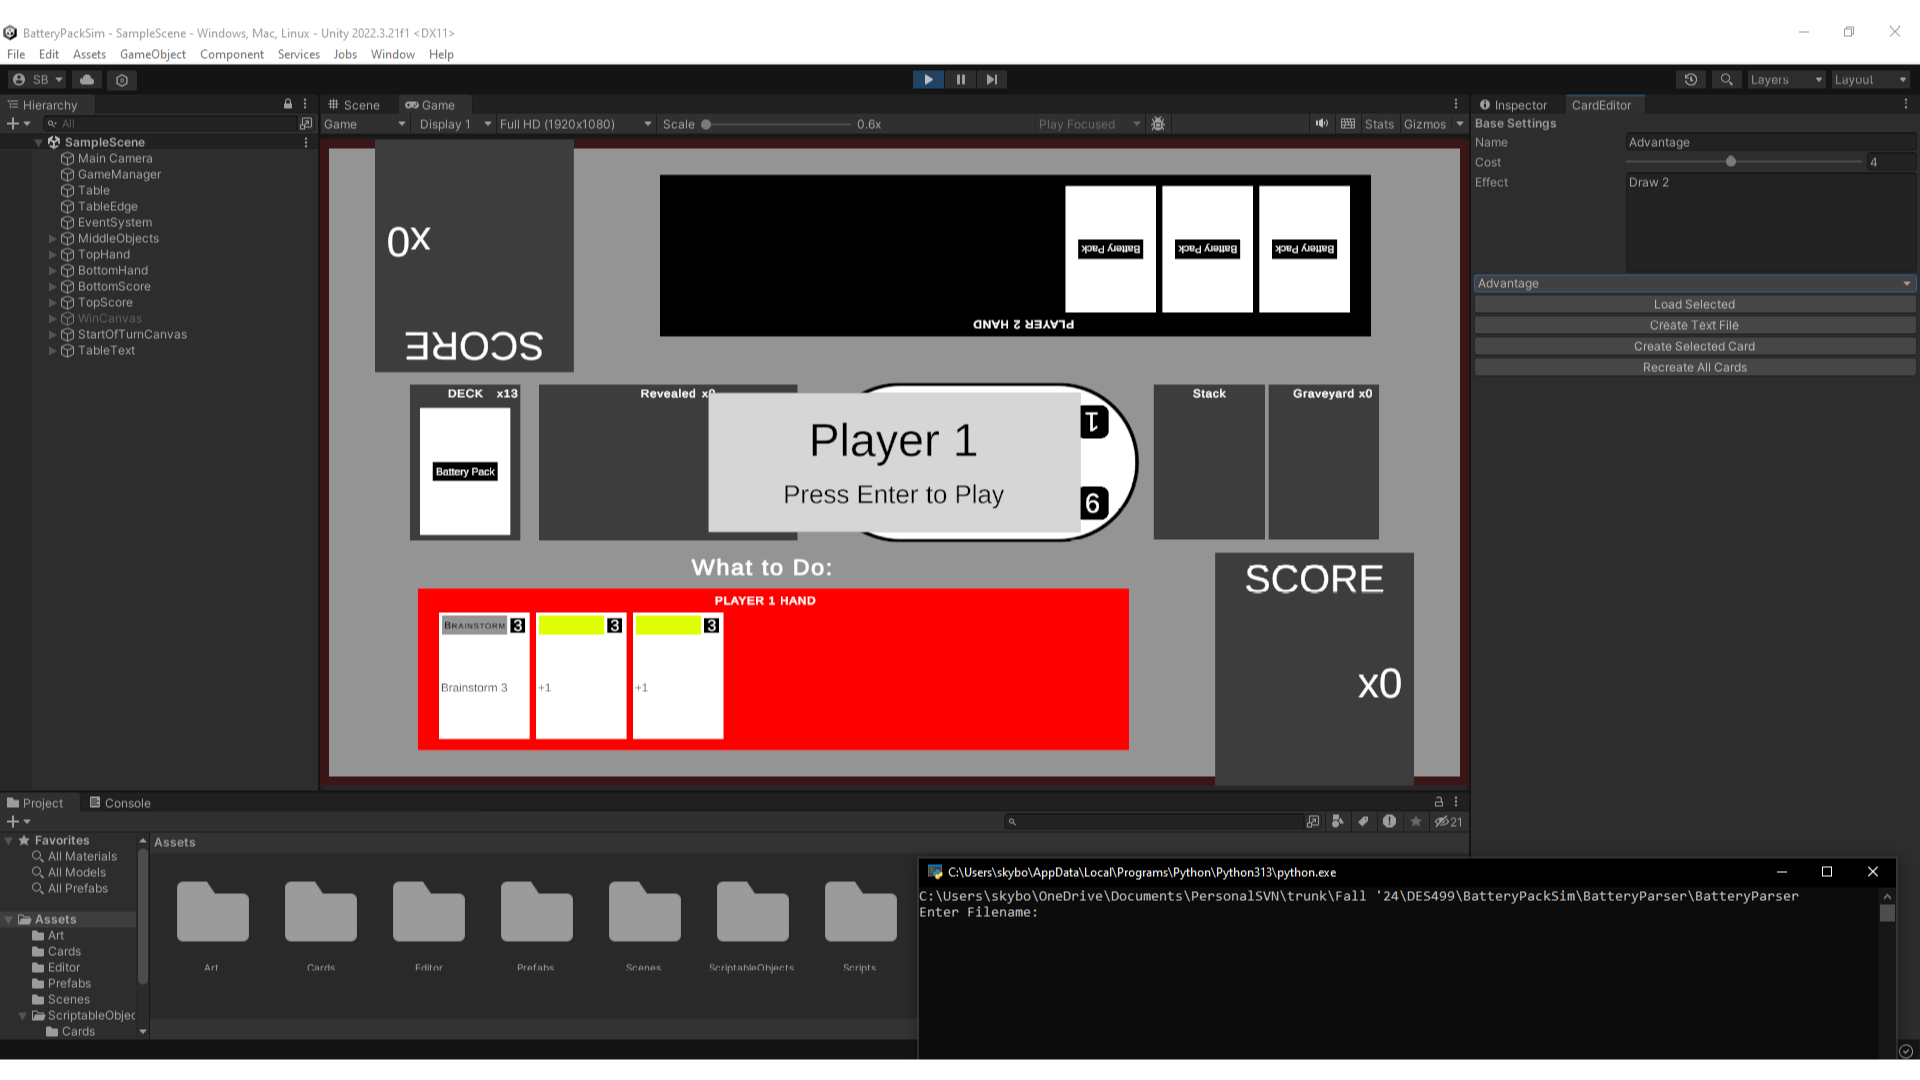 BatteryPackSim - SampleScene - Windows, Mac, Linux - Unity 2022.3.21f1 <DX11>
File Edit Assets GameObject Component Services Jobs Window Help
SB
Layers
Layout
Hierarchy
All
SampleScene
Main Camera
GameManager
Table
TableEdge
EventSystem
MiddleObjects
TopHand
BottomHand
BottomScore
TopScore
WinCanvas
StartOfTurnCanvas
TableText
Scene
Game
Game
Display 1
Full HD (1920x1080)
Scale
0.6x
Play Focused
Stats
Gizmos
x0
SCORE
Battery Pack
Battery Pack
Battery Pack
PLAYER 2 HAND
DECK x13
Battery Pack
Revealed x0
Player 1
Press Enter to Play
1
6
Stack
Graveyard x0
What to Do:
PLAYER 1 HAND
BRAINSTORM 3
Brainstorm 3
3
+1
3
+1
SCORE
x0
Inspector
CardEditor
Base Settings
Name Advantage
Cost 4
Effect Draw 2
Advantage
Load Selected
Create Text File
Create Selected Card
Recreate All Cards
Project
Console
21
Favorites
All Materials
All Models
All Prefabs
Assets
Art
Cards
Editor
Prefabs
Scenes
ScriptableObjec
Cards
Assets
Art
Cards
Editor
Prefabs
Scenes
ScriptableObjects
Scripts
C:\Users\skybo\AppData\Local\Programs\Python\Python313\python.exe
C:\Users\skybo\OneDrive\Documents\PersonalSVN\trunk\Fall '24\DES499\BatteryPackSim\BatteryParser\BatteryParser
Enter Filename: